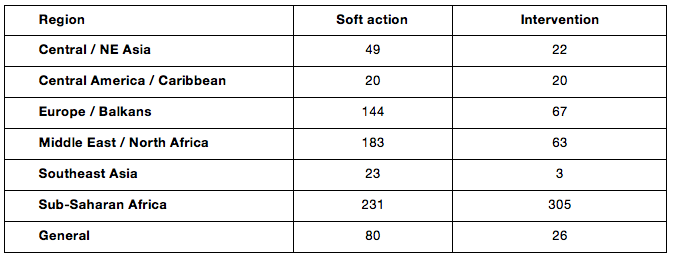 Region Soft action Intervention
Central / NE Asia 49 22
Central America / Caribbean 20 20
Europe / Balkans 144 67
Middle East / North Africa 183 63
Southeast Asia 23 3
Sub-Saharan Africa 231 305
General 80 26